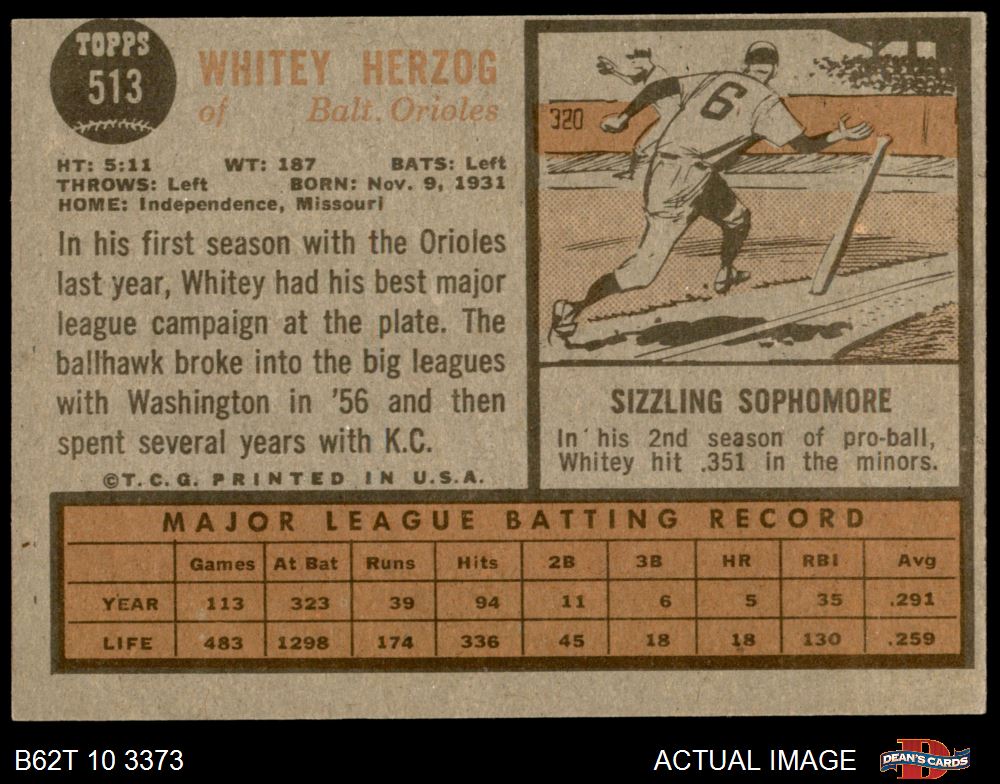 TOPPS
513
WHITEY HERZOG
of Balt. Orioles
HT: 5:11 WT: 187 BATS: Left
THROWS: Left BORN: Nov. 9, 1931
HOME: Independence, Missouri
In his first season with the Orioles
last year, Whitey had his best major
league campaign at the plate. The
ballhawk broke into the big leagues
with Washington in '56 and then
spent several years with K.C.
©T.C.G. PRINTED IN U.S.A.
320
6
SIZZLING SOPHOMORE
In his 2nd season of pro-ball,
Whitey hit .351 in the minors.
MAJOR LEAGUE BATTING RECORD
Games At Bat Runs Hits 2B 3B HR RBI Avg
YEAR 113 323 39 94 11 6 5 35 .291
LIFE 483 1298 174 336 45 18 18 130 .259
B62T 10 3373
ACTUAL IMAGE
DEAN'S CARDS